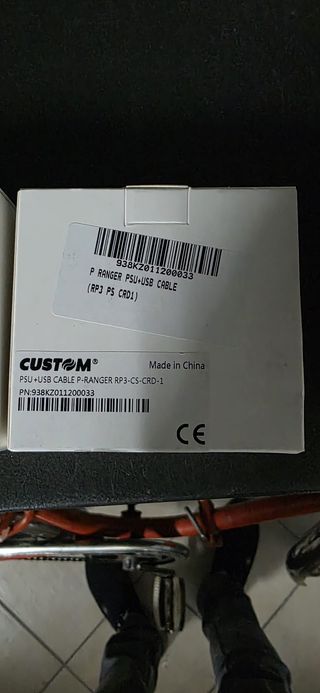 938KZ011200033
P RANGER PSU+USB CABLE
(RP3 PS CRD1)
CUSTOM®
Made in China
PSU+USB CABLE P-RANGER RP3-CS-CRD-1
PN:938KZ011200033
CE